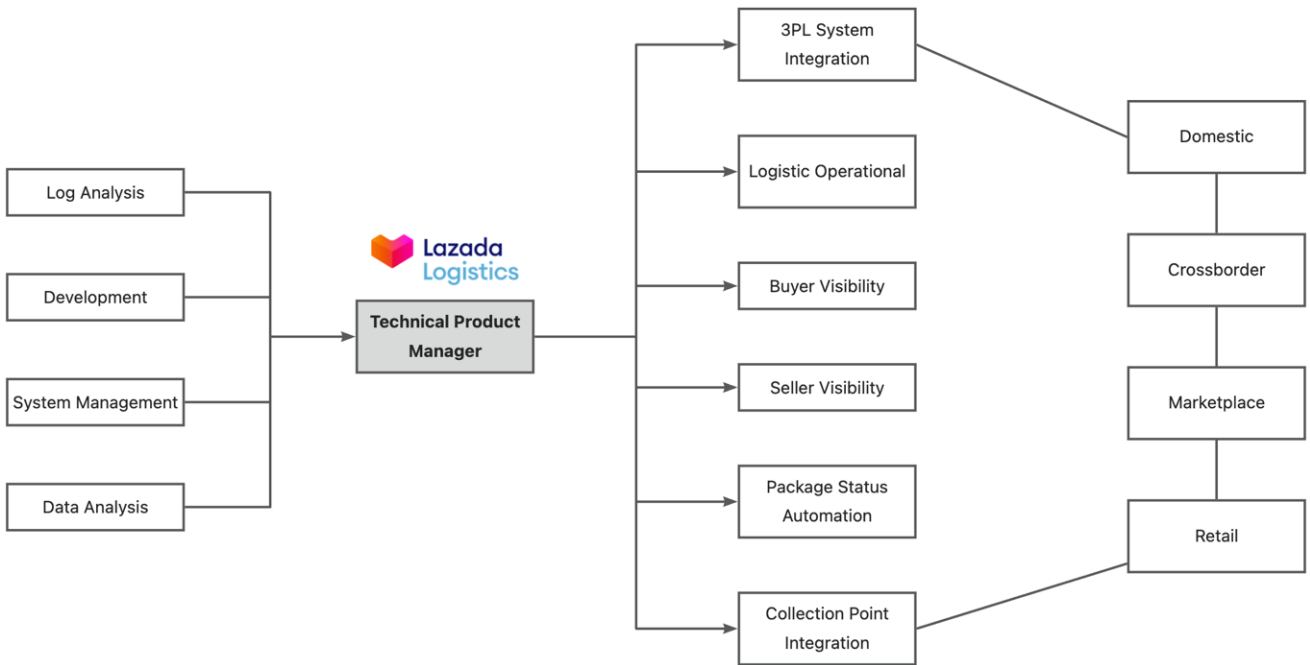 Log Analysis
Development
System Management
Data Analysis
Lazada
Logistics
Technical Product
Manager
3PL System
Integration
Logistic Operational
Buyer Visibility
Seller Visibility
Package Status
Automation
Collection Point
Integration
Domestic
Crossborder
Marketplace
Retail